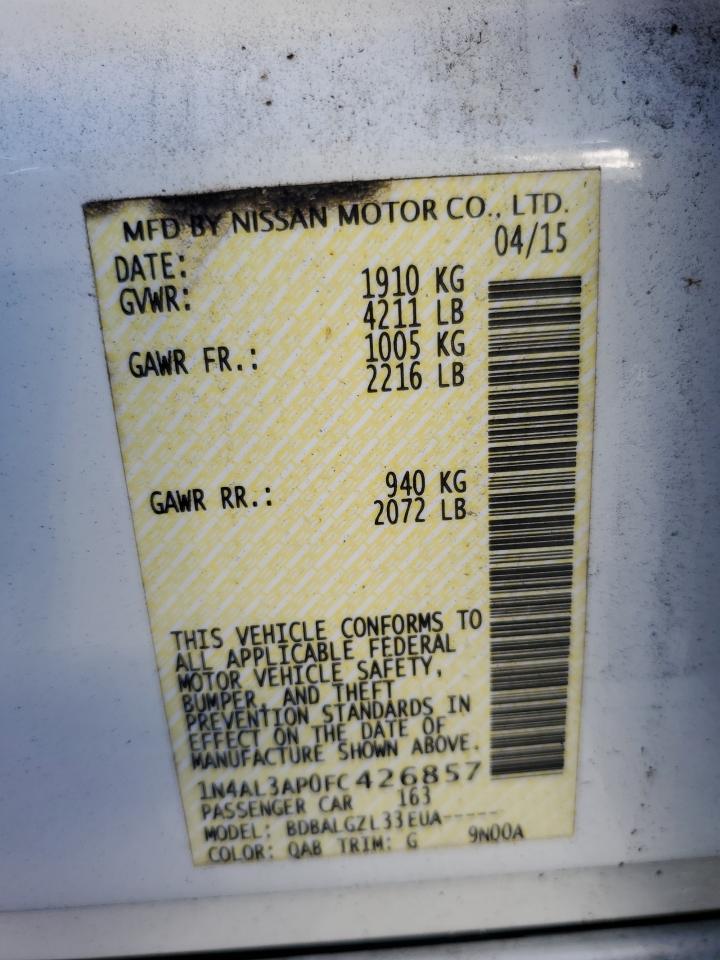 MFD BY NISSAN MOTOR CO., LTD.
DATE: 04/15
GVWR: 1910 KG
4211 LB
GAWR FR.: 1005 KG
2216 LB
GAWR RR.: 940 KG
2072 LB
THIS VEHICLE CONFORMS TO
ALL APPLICABLE FEDERAL
MOTOR VEHICLE SAFETY,
BUMPER, AND THEFT
PREVENTION STANDARDS IN
EFFECT ON THE DATE OF
MANUFACTURE SHOWN ABOVE.
1N4AL3AP0FC426857
PASSENGER CAR 163
MODEL: BDBALGZL33EUA-----
COLOR: QAB TRIM: G 9N00A